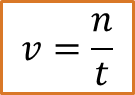 v = n/t